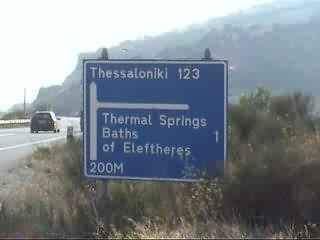 Thessaloniki 123
Thermal Springs
Baths 1
of Eleftheres
200M